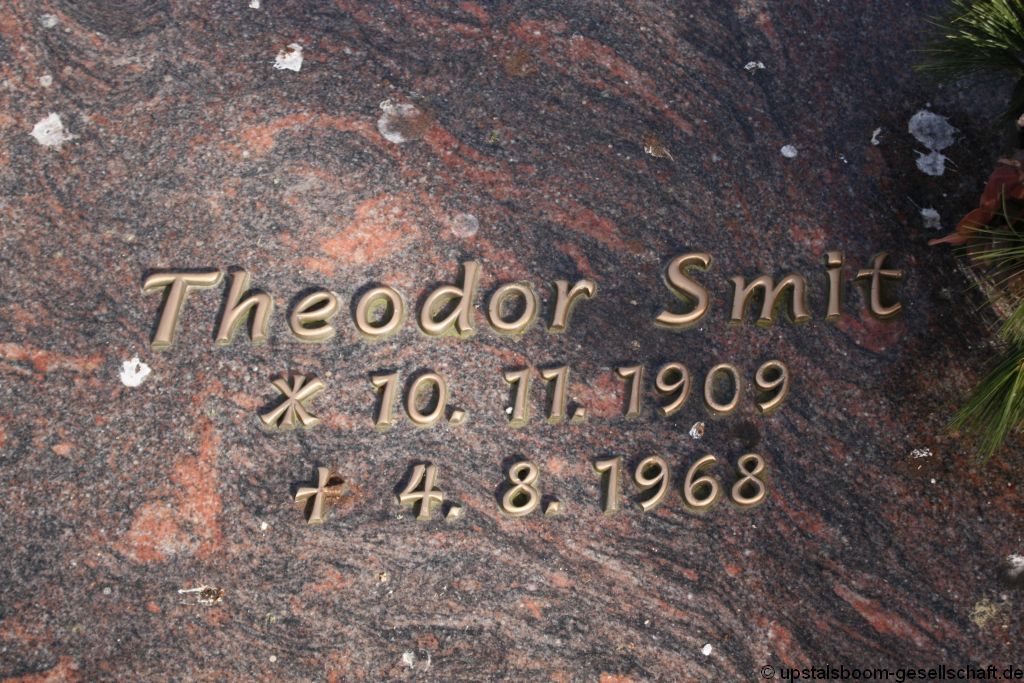 Theodor Smit
* 10. 11. 1909
† 4. 8. 1968
© upstalsboom-gesellschaft.de